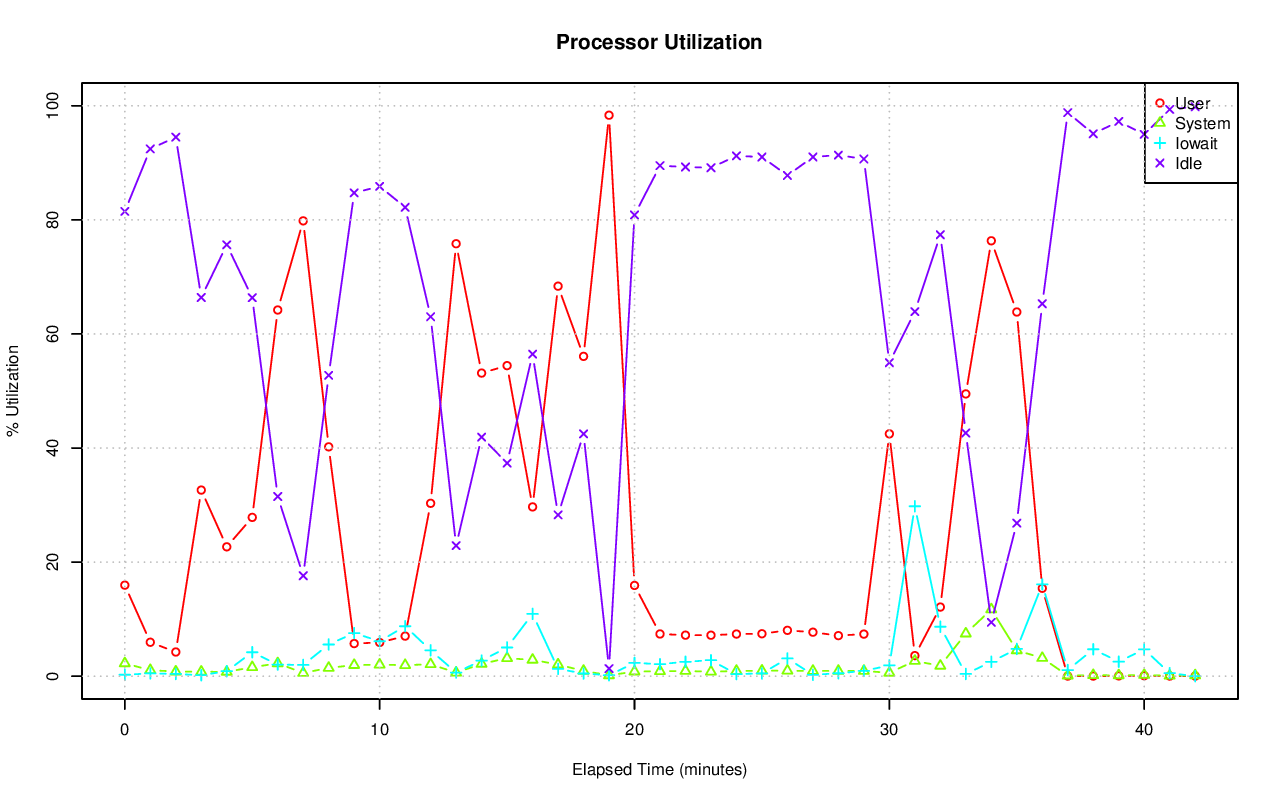 Processor Utilization
User
System
Iowait
Idle
% Utilization
100
80
60
40
20
0
0 10 20 30 40
Elapsed Time (minutes)